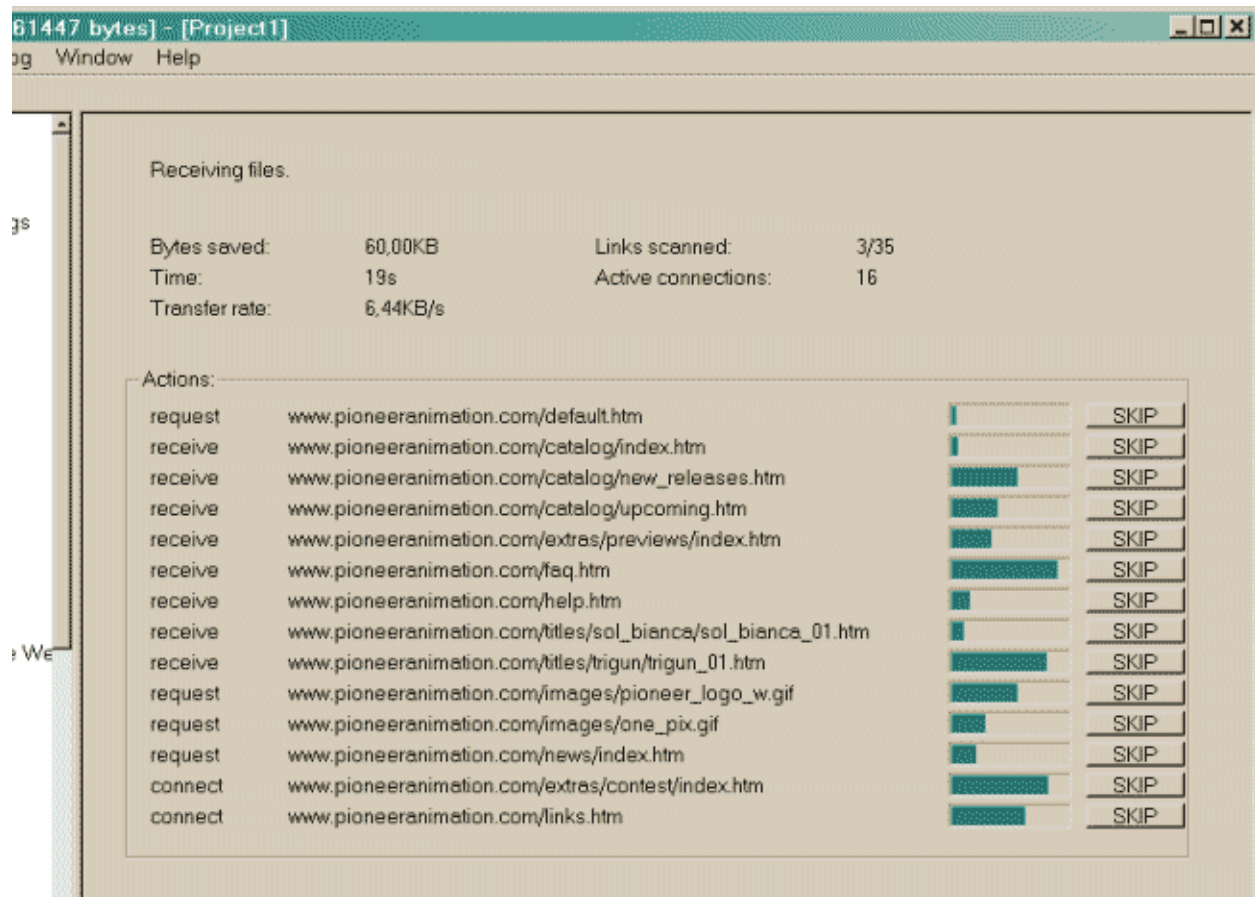 61447 bytes] - [Project1]
og Window Help
gs
e We
Receiving files.
Bytes saved: 60,00KB Links scanned: 3/35
Time: 19s Active connections: 16
Transfer rate: 6,44KB/s
Actions:
request www.pioneeranimation.com/default.htm SKIP
receive www.pioneeranimation.com/catalog/index.htm SKIP
receive www.pioneeranimation.com/catalog/new_releases.htm SKIP
receive www.pioneeranimation.com/catalog/upcoming.htm SKIP
receive www.pioneeranimation.com/extras/previews/index.htm SKIP
receive www.pioneeranimation.com/faq.htm SKIP
receive www.pioneeranimation.com/help.htm SKIP
receive www.pioneeranimation.com/titles/sol_bianca/sol_bianca_01.htm SKIP
receive www.pioneeranimation.com/titles/trigun/trigun_01.htm SKIP
request www.pioneeranimation.com/images/pioneer_logo_w.gif SKIP
request www.pioneeranimation.com/images/one_pix.gif SKIP
request www.pioneeranimation.com/news/index.htm SKIP
connect www.pioneeranimation.com/extras/contest/index.htm SKIP
connect www.pioneeranimation.com/links.htm SKIP